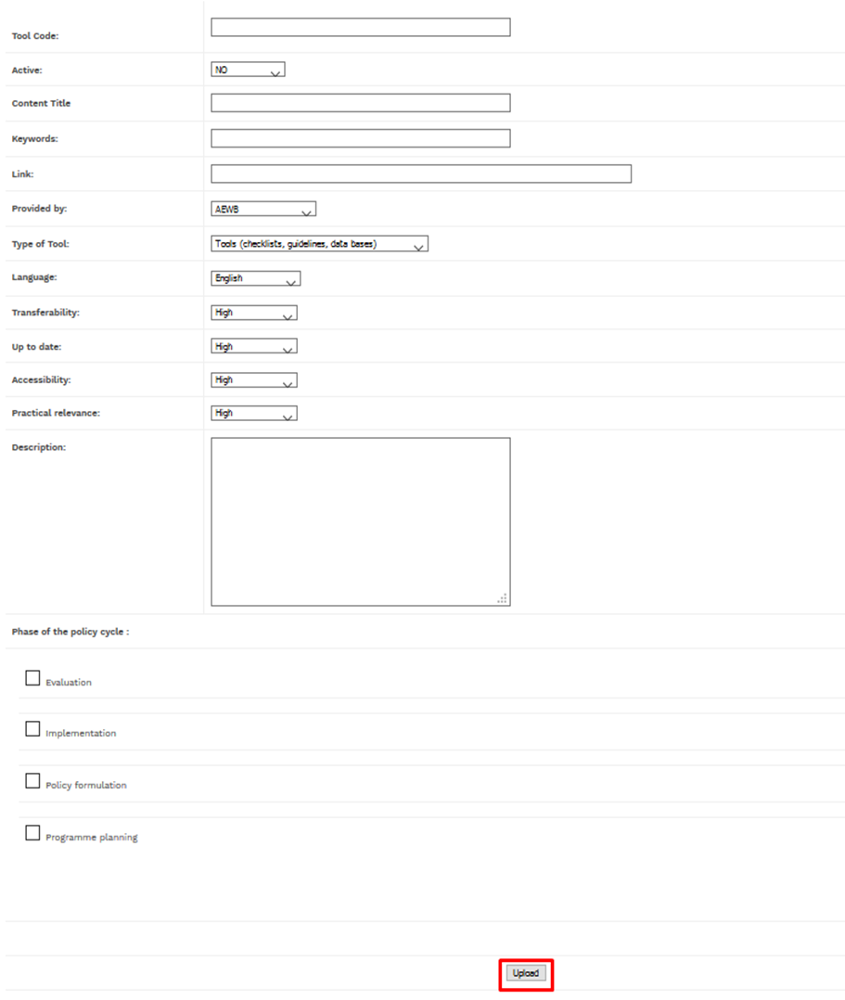 Tool Code:
Active: NO
Content Title
Keywords:
Link:
Provided by: AEWB
Type of Tool: Tools (checklists, guidelines, data bases)
Language: English
Transferability: High
Up to date: High
Accessibility: High
Practical relevance: High
Description:
Phase of the policy cycle :
Evaluation
Implementation
Policy formulation
Programme planning
Upload